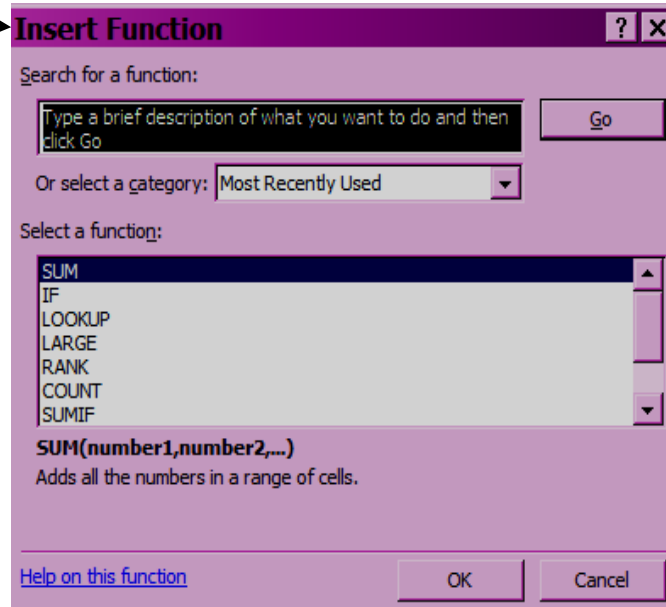 Insert Function ? X
Search for a function:
Type a brief description of what you want to do and then
click Go
Go
Or select a category: Most Recently Used
Select a function:
SUM
IF
LOOKUP
LARGE
RANK
COUNT
SUMIF
SUM(number1,number2,...)
Adds all the numbers in a range of cells.
Help on this function
OK
Cancel